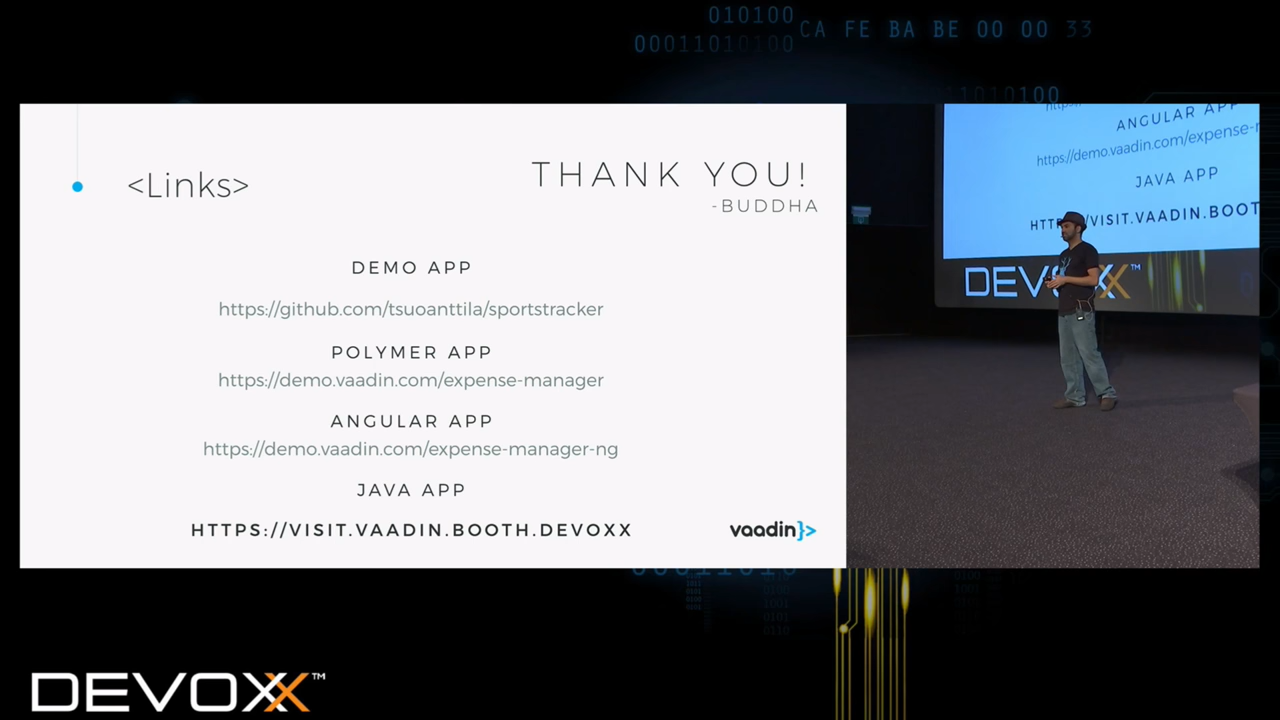 010100
00011010100
CA FE BA BE 00 00 33
1010100
<Links>
THANK YOU!
-BUDDHA
DEMO APP
https://github.com/tsuoanttila/sportstracker
POLYMER APP
https://demo.vaadin.com/expense-manager
ANGULAR APP
https://demo.vaadin.com/expense-manager-ng
JAVA APP
HTTPS://VISIT.VAADIN.BOOTH.DEVOXX
vaadin}>
ANGULAR APP
https://demo.vaadin.com/expense-
JAVA APP
VISIT.VAADIN.BOOT
DEVOXX™
DEVOXX™